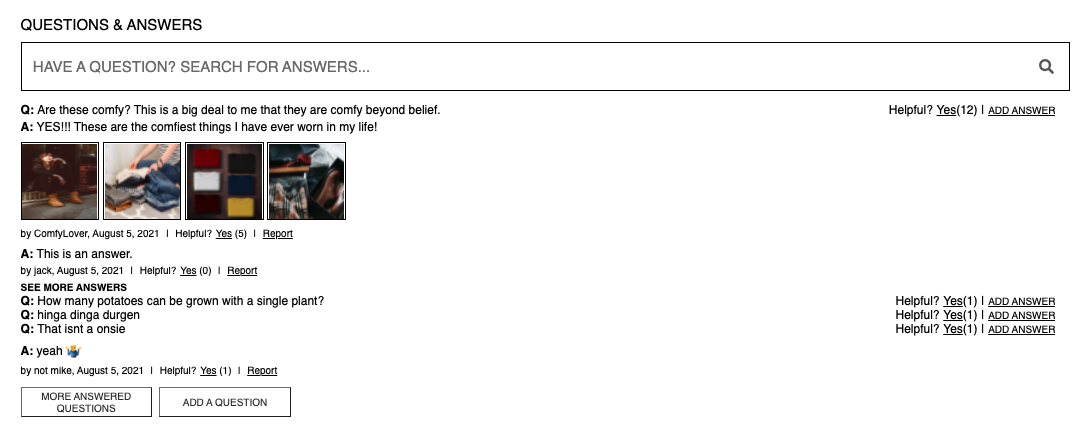 QUESTIONS & ANSWERS
HAVE A QUESTION? SEARCH FOR ANSWERS...
Q: Are these comfy? This is a big deal to me that they are comfy beyond belief. Helpful? Yes(12) | ADD ANSWER
A: YES!!! These are the comfiest things I have ever worn in my life!
by ComfyLover, August 5, 2021 | Helpful? Yes (5) | Report
A: This is an answer.
by jack, August 5, 2021 | Helpful? Yes (0) | Report
SEE MORE ANSWERS
Q: How many potatoes can be grown with a single plant? Helpful? Yes(1) | ADD ANSWER
Q: hinga dinga durgen Helpful? Yes(1) | ADD ANSWER
Q: That isnt a onsie Helpful? Yes(1) | ADD ANSWER
A: yeah 🤷‍♂️
by not mike, August 5, 2021 | Helpful? Yes (1) | Report
MORE ANSWERED
QUESTIONS
ADD A QUESTION